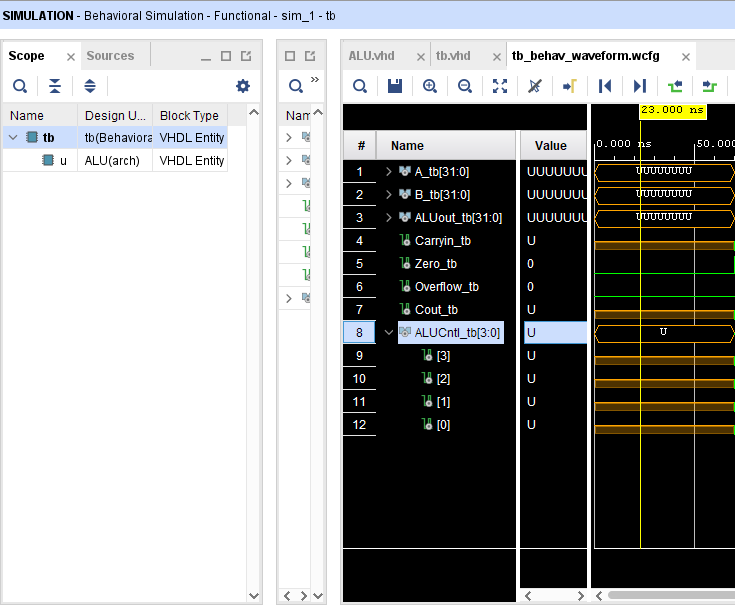 SIMULATION - Behavioral Simulation - Functional - sim_1 - tb
Scope
Sources
Name Design U... Block Type
tb tb(Behaviora VHDL Entity
u ALU(arch) VHDL Entity
»
Nam
ALU.vhd
tb.vhd
tb_behav_waveform.wcfg
23.000 ns
# Name Value
0.000 ns 50.000
1 A_tb[31:0] UUUUUUU UUUUUUUU
2 B_tb[31:0] UUUUUUU UUUUUUUU
3 ALUout_tb[31:0] UUUUUUU UUUUUUUU
4 Carryin_tb U
5 Zero_tb 0
6 Overflow_tb 0
7 Cout_tb U
8 ALUCntl_tb[3:0] U U
9 [3] U
10 [2] U
11 [1] U
12 [0] U